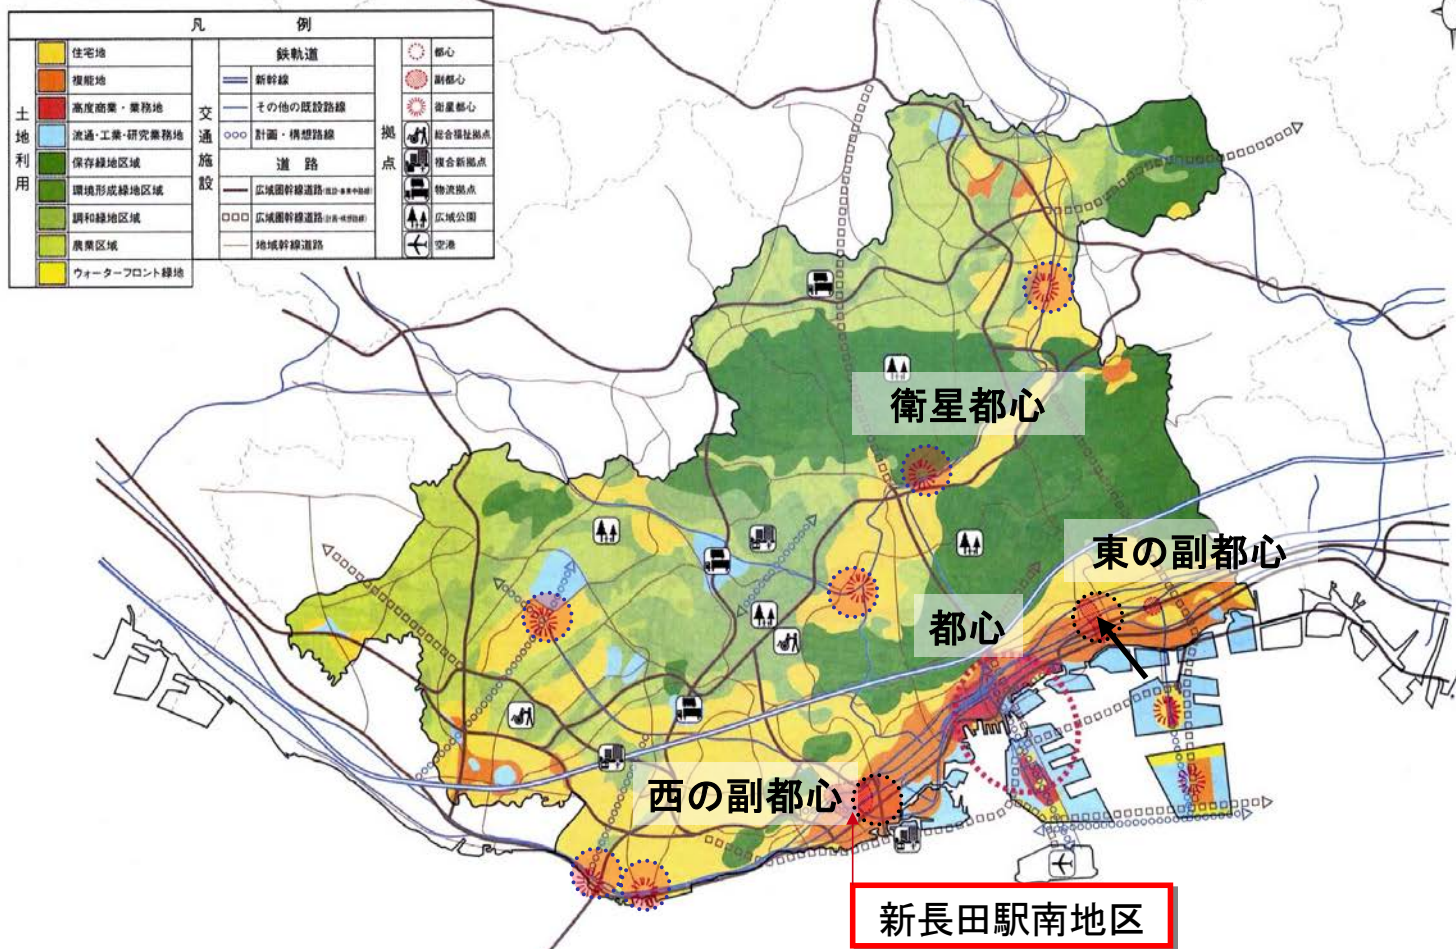 凡例
土地利用
住宅地
複能地
高度商業・業務地
流通・工業・研究業務地
保存緑地区域
環境形成緑地区域
調和緑地区域
農業区域
ウォーターフロント緑地
交通施設
鉄軌道
新幹線
その他の既設路線
計画・構想路線
道路
広域圏幹線道路
広域圏幹線道路(計画・構想路線)
地域幹線道路
拠点
都心
副都心
衛星都心
総合福祉拠点
複合新拠点
物流拠点
広域公園
空港
衛星都心
東の副都心
都心
西の副都心
新長田駅南地区